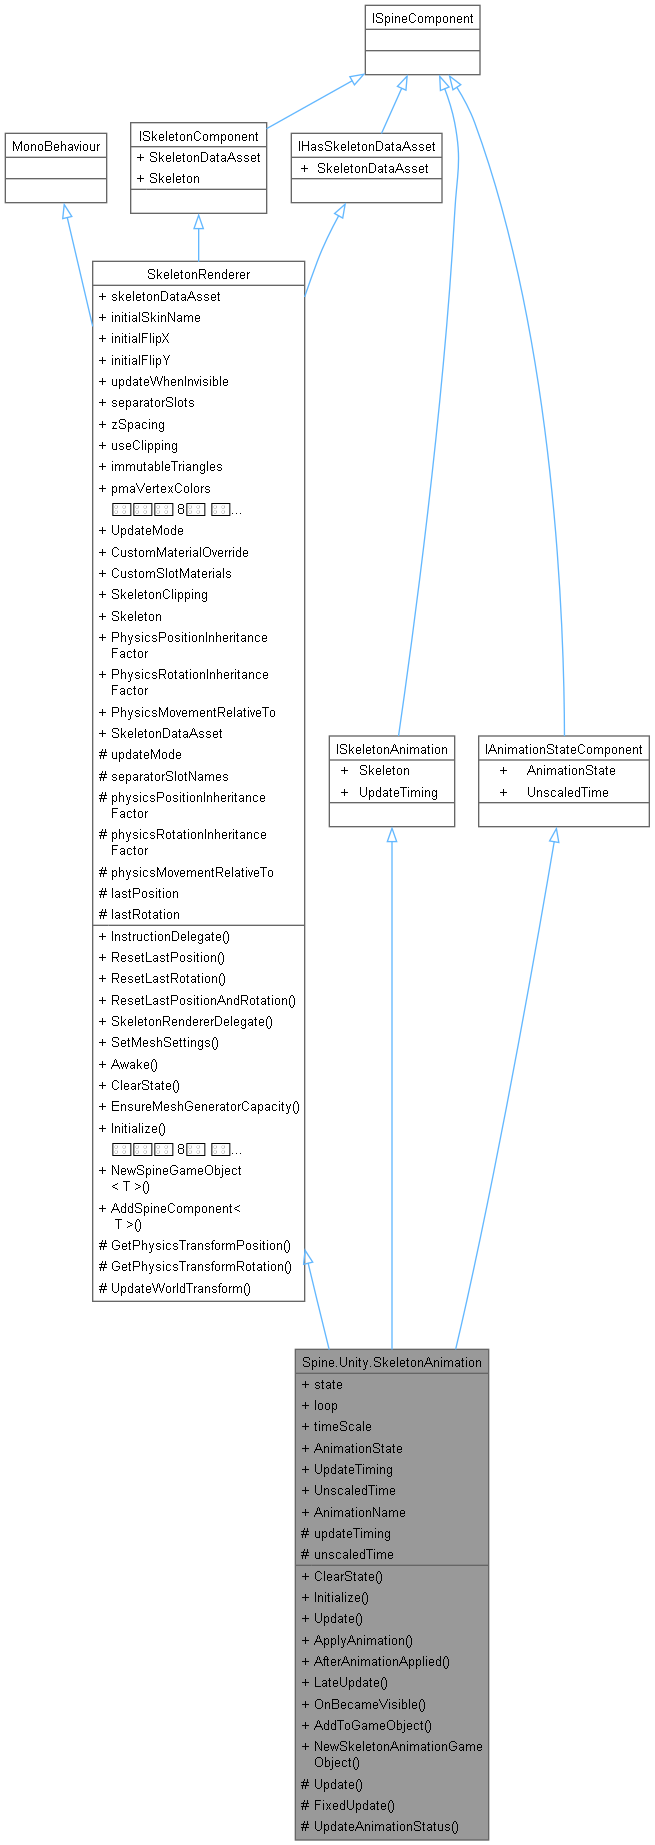 ISpineComponent
MonoBehaviour
ISkeletonComponent
+ SkeletonDataAsset
+ Skeleton
IHasSkeletonDataAsset
+ SkeletonDataAsset
SkeletonRenderer
+ skeletonDataAsset
+ initialSkinName
+ initialFlipX
+ initialFlipY
+ updateWhenInvisible
+ separatorSlots
+ zSpacing
+ useClipping
+ immutableTriangles
+ pmaVertexColors
8 ...
+ UpdateMode
+ CustomMaterialOverride
+ CustomSlotMaterials
+ SkeletonClipping
+ Skeleton
+ PhysicsPositionInheritance
Factor
+ PhysicsRotationInheritance
Factor
+ PhysicsMovementRelativeTo
+ SkeletonDataAsset
# updateMode
# separatorSlotNames
# physicsPositionInheritance
Factor
# physicsRotationInheritance
Factor
# physicsMovementRelativeTo
# lastPosition
# lastRotation
+ InstructionDelegate()
+ ResetLastPosition()
+ ResetLastRotation()
+ ResetLastPositionAndRotation()
+ SkeletonRendererDelegate()
+ SetMeshSettings()
+ Awake()
+ ClearState()
+ EnsureMeshGeneratorCapacity()
+ Initialize()
8 ...
+ NewSpineGameObject
< T >()
+ AddSpineComponent<
T >()
# GetPhysicsTransformPosition()
# GetPhysicsTransformRotation()
# UpdateWorldTransform()
ISkeletonAnimation
+ Skeleton
+ UpdateTiming
IAnimationStateComponent
+ AnimationState
+ UnscaledTime
Spine.Unity.SkeletonAnimation
+ state
+ loop
+ timeScale
+ AnimationState
+ UpdateTiming
+ UnscaledTime
+ AnimationName
# updateTiming
# unscaledTime
+ ClearState()
+ Initialize()
+ Update()
+ ApplyAnimation()
+ AfterAnimationApplied()
+ LateUpdate()
+ OnBecameVisible()
+ AddToGameObject()
+ NewSkeletonAnimationGame
Object()
# Update()
# FixedUpdate()
# UpdateAnimationStatus()